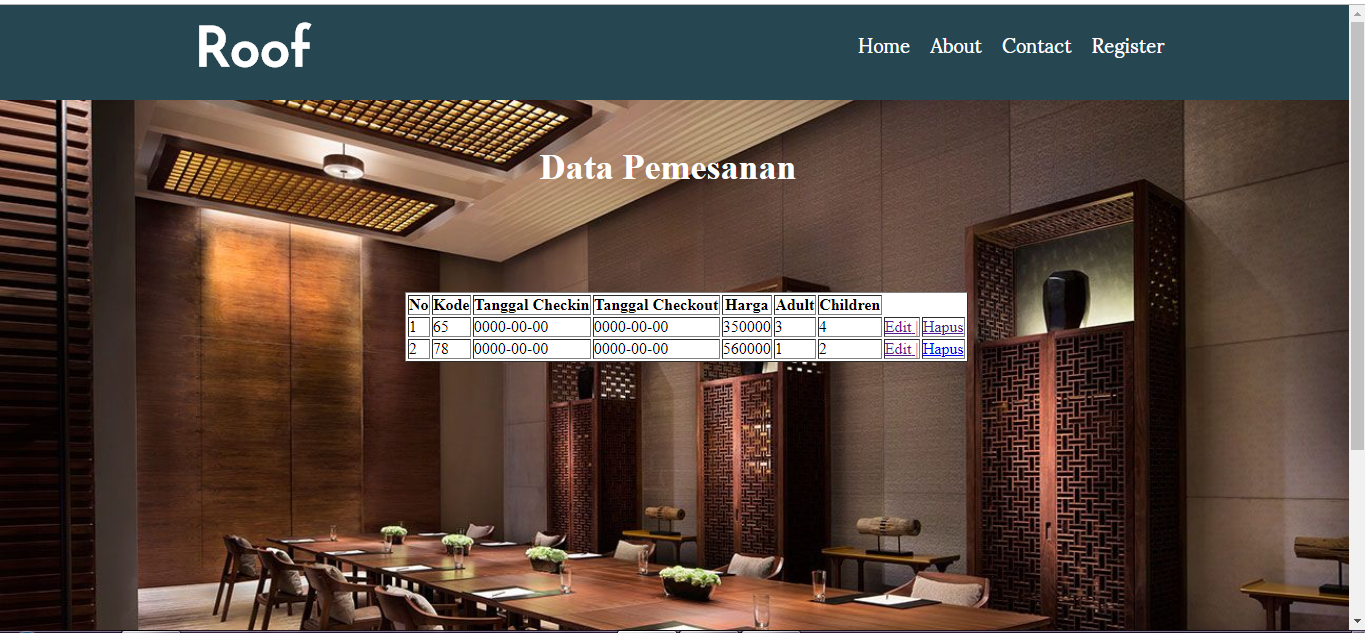 Roof
Home About Contact Register
Data Pemesanan
No Kode Tanggal Checkin Tanggal Checkout Harga Adult Children
1 65 0000-00-00 0000-00-00 350000 3 4 Edit | Hapus
2 78 0000-00-00 0000-00-00 560000 1 2 Edit | Hapus